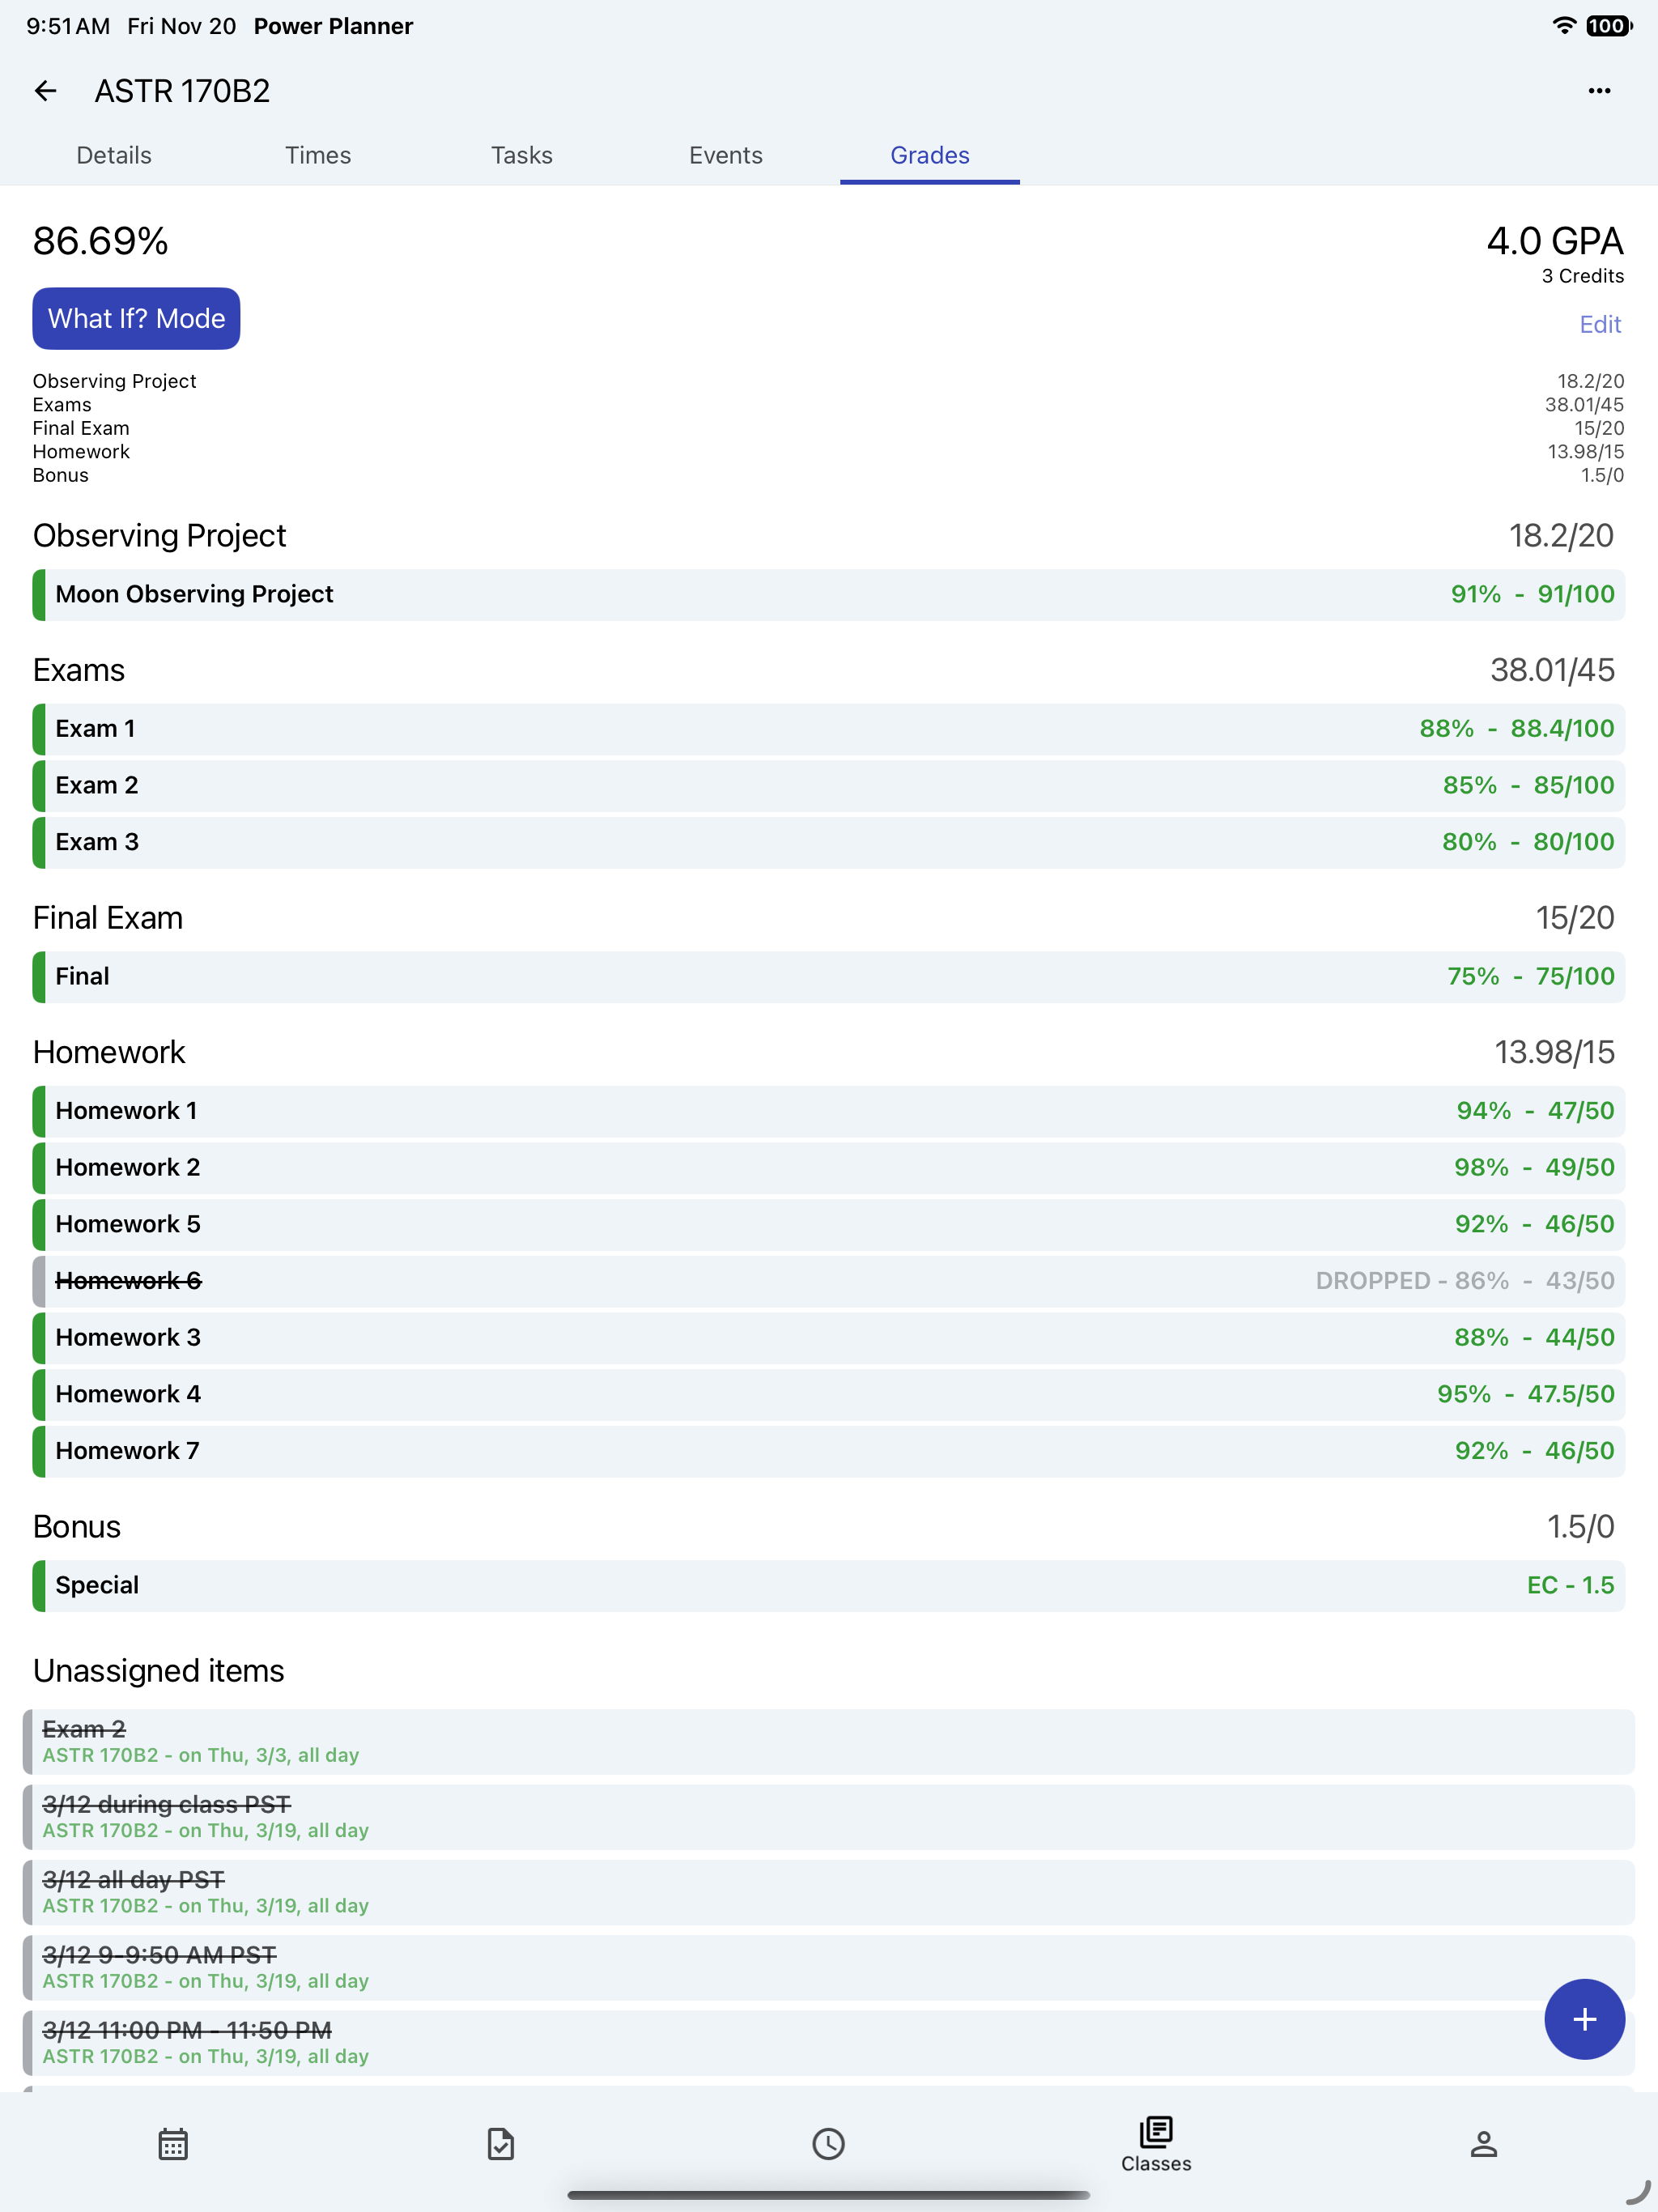 9:51 AM Fri Nov 20 Power Planner 100
ASTR 170B2
Details Times Tasks Events Grades
86.69% 4.0 GPA
3 Credits
What If? Mode Edit
Observing Project 18.2/20
Exams 38.01/45
Final Exam 15/20
Homework 13.98/15
Bonus 1.5/0
Observing Project 18.2/20
Moon Observing Project 91% - 91/100
Exams 38.01/45
Exam 1 88% - 88.4/100
Exam 2 85% - 85/100
Exam 3 80% - 80/100
Final Exam 15/20
Final 75% - 75/100
Homework 13.98/15
Homework 1 94% - 47/50
Homework 2 98% - 49/50
Homework 5 92% - 46/50
Homework 6 DROPPED - 86% - 43/50
Homework 3 88% - 44/50
Homework 4 95% - 47.5/50
Homework 7 92% - 46/50
Bonus 1.5/0
Special EC - 1.5
Unassigned items
Exam 2
ASTR 170B2 - on Thu, 3/3, all day
3/12 during class PST
ASTR 170B2 - on Thu, 3/19, all day
3/12 all day PST
ASTR 170B2 - on Thu, 3/19, all day
3/12 9-9:50 AM PST
ASTR 170B2 - on Thu, 3/19, all day
3/12 11:00 PM - 11:50 PM
ASTR 170B2 - on Thu, 3/19, all day
Classes